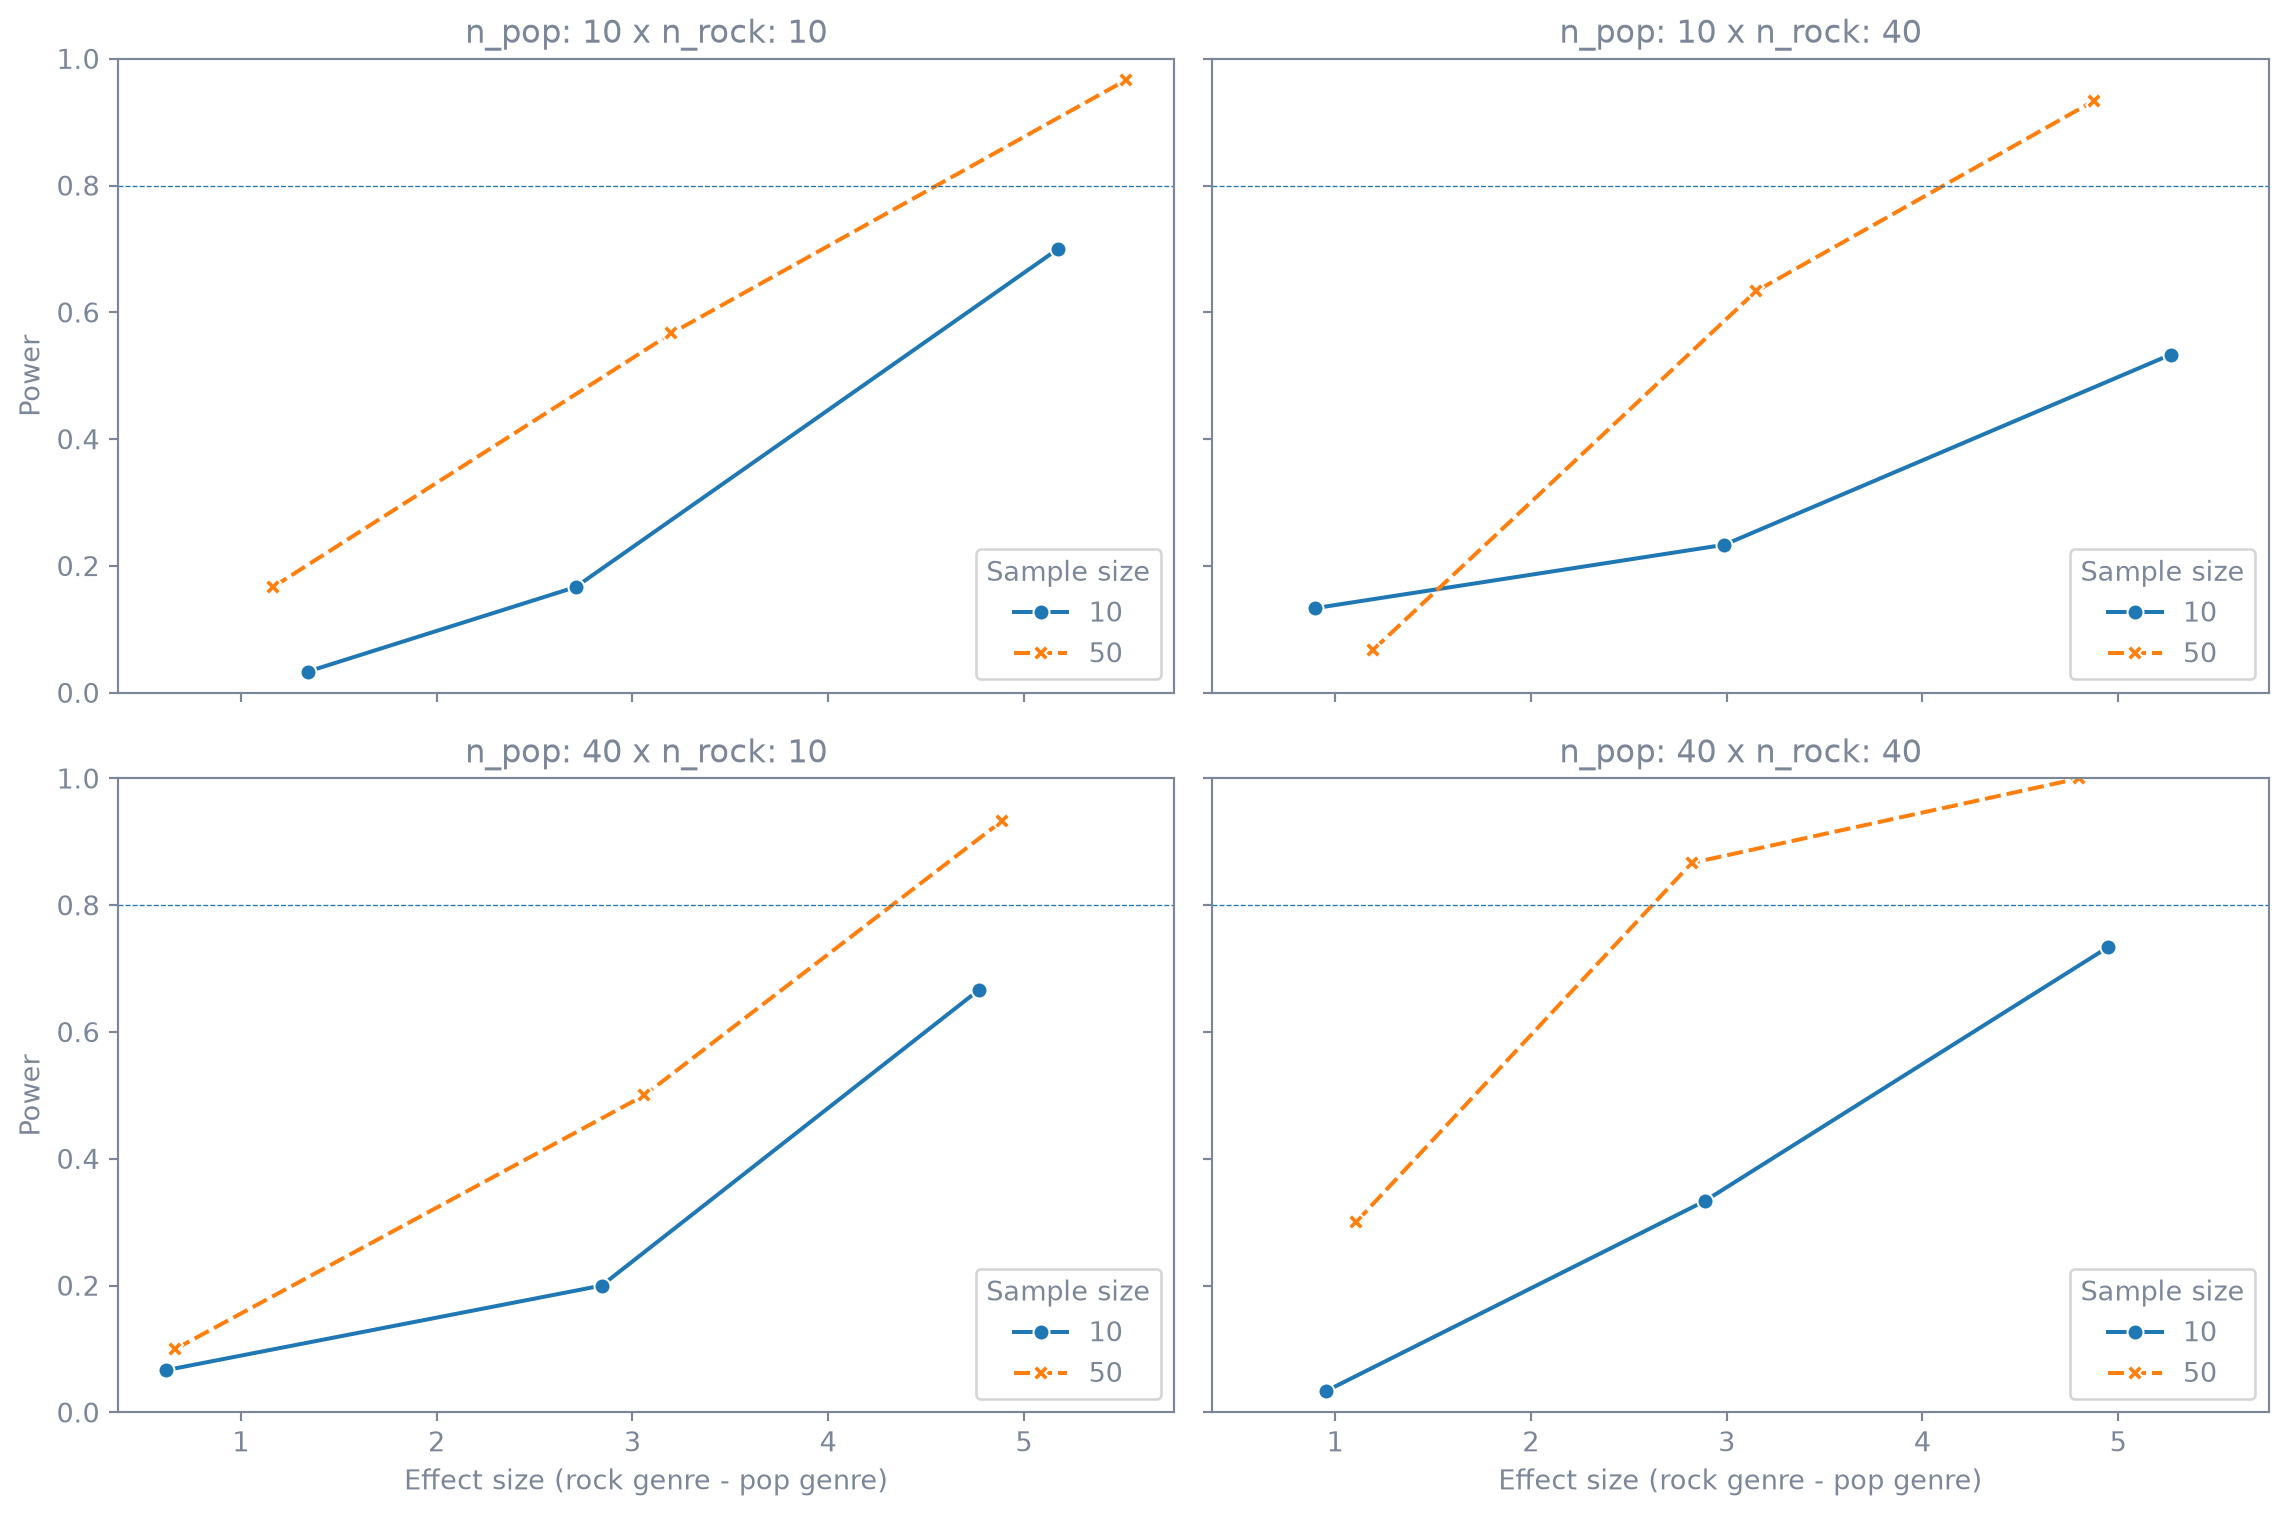 n_pop: 10 x n_rock: 10
1.0
0.8
0.6
0.4
0.2
0.0
Power
Sample size
10
50
n_pop: 10 x n_rock: 40
Sample size
10
50
n_pop: 40 x n_rock: 10
1.0
0.8
0.6
0.4
0.2
0.0
Power
Sample size
10
50
1 2 3 4 5
Effect size (rock genre - pop genre)
n_pop: 40 x n_rock: 40
Sample size
10
50
1 2 3 4 5
Effect size (rock genre - pop genre)